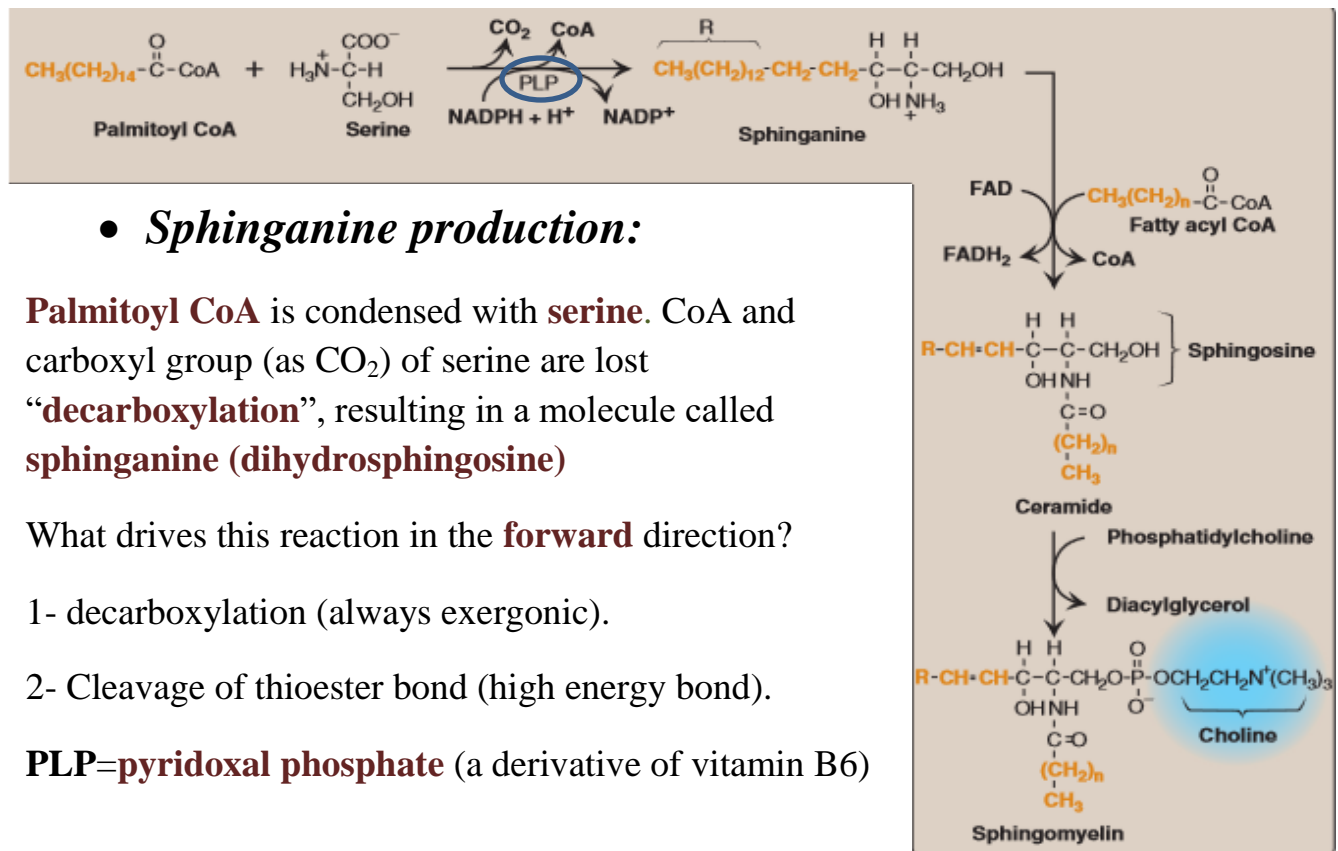 CO₂ CoA
R
O
CH₃(CH₂)₁₄-C-CoA + H₃N⁺-C-H
COO⁻
CH₂OH
PLP
NADPH + H⁺ NADP⁺
H H
CH₃(CH₂)₁₂-CH₂-CH₂-C-C-CH₂OH
OH NH₃
+
Palmitoyl CoA Serine Sphinganine
• Sphinganine production:
Palmitoyl CoA is condensed with serine. CoA and
carboxyl group (as CO₂) of serine are lost
“decarboxylation”, resulting in a molecule called
sphinganine (dihydrosphingosine)
What drives this reaction in the forward direction?
1- decarboxylation (always exergonic).
2- Cleavage of thioester bond (high energy bond).
PLP=pyridoxal phosphate (a derivative of vitamin B6)
FAD
O
CH₃(CH₂)ₙ-C-CoA
Fatty acyl CoA
FADH₂ CoA
H H
R-CH=CH-C-C-CH₂OH Sphingosine
OH NH
C=O
(CH₂)ₙ
CH₃
Ceramide
Phosphatidylcholine
Diacylglycerol
H H O
R-CH=CH-C-C-CH₂O-P-OCH₂CH₂N⁺(CH₃)₃
OH NH O⁻
Choline
C=O
(CH₂)ₙ
CH₃
Sphingomyelin